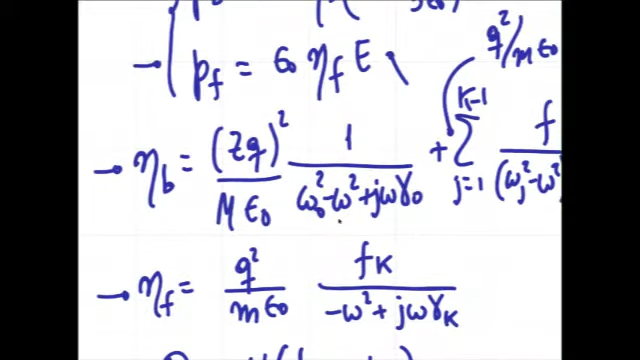 → p_f = ε₀ η_f E
q²/mε₀
→ η_b = (Zq)²/Mε₀ 1/(ω₀²-ω²+jωγ₀) + Σ_{j=1}^{K-1} f/(ω_j²-ω²)
→ η_f = q²/mε₀ f_K/(-ω²+jωγ_K)